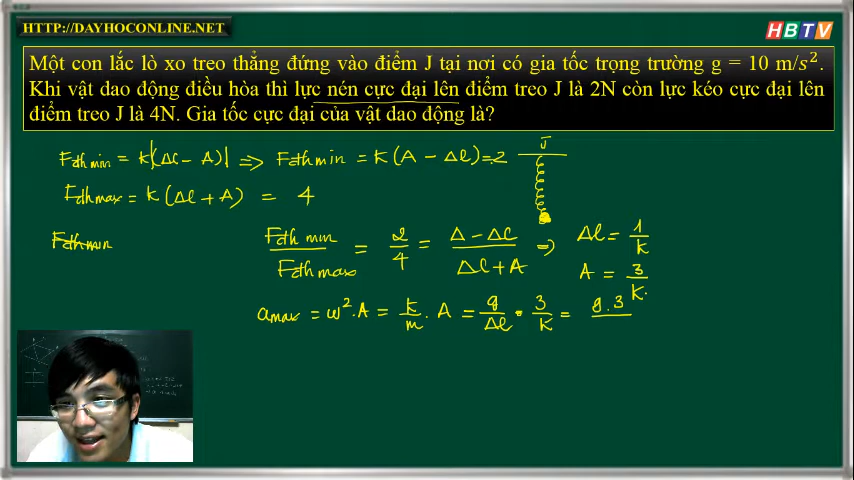 HTTP://DAYHOCONLINE.NET
HBTV
Một con lắc lò xo treo thẳng đứng vào điểm J tại nơi có gia tốc trọng trường g = 10 m/s².
Khi vật dao động điều hòa thì lực nén cực đại lên điểm treo J là 2N còn lực kéo cực đại lên
điểm treo J là 4N. Gia tốc cực đại của vật dao động là?
Fđh min = k|(Δl - A)| => Fđh min = k(A - Δl) = 2
J
Fđh max = k(Δl + A) = 4
Fđh min
Fđh min / Fđh max = 2/4 = Δ - Δl / Δl + A => Δl = 1/k
A = 3/k.
amax = ω².A = k/m . A = g/Δl . 3/k = g.3